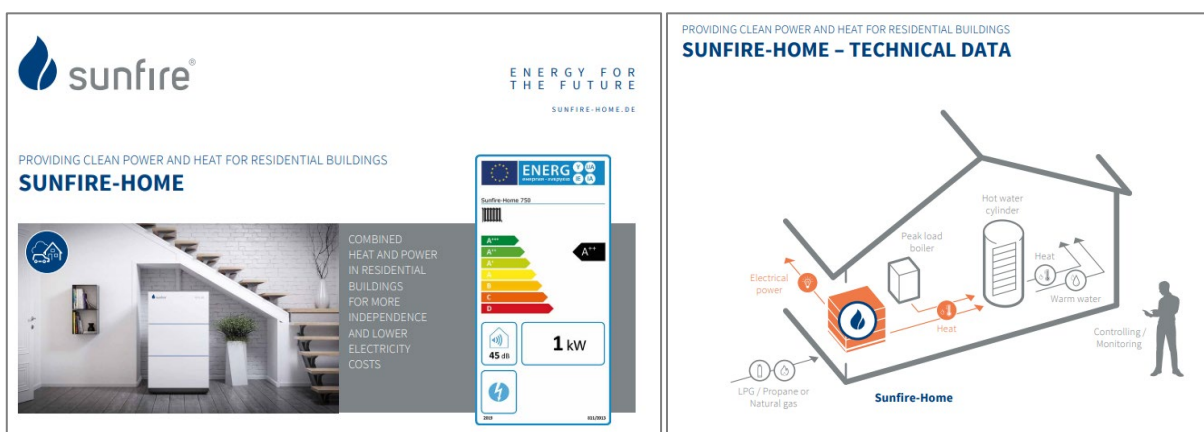 sunfire®
ENERGY FOR
THE FUTURE
SUNFIRE-HOME.DE
PROVIDING CLEAN POWER AND HEAT FOR RESIDENTIAL BUILDINGS
SUNFIRE-HOME
COMBINED
HEAT AND POWER
IN RESIDENTIAL
BUILDINGS
FOR MORE
INDEPENDENCE
AND LOWER
ELECTRICITY
COSTS
ENERG
Y IJA
IE IA
Sunfire-Home 750
A+++
A++
A+
A
B
C
D
A++
45 dB
1 kW
2019
811/2013
PROVIDING CLEAN POWER AND HEAT FOR RESIDENTIAL BUILDINGS
SUNFIRE-HOME – TECHNICAL DATA
Hot water
cylinder
Peak load
boiler
Electrical
power
Heat
Warm water
Heat
Controlling /
Monitoring
LPG / Propane or
Natural gas
Sunfire-Home